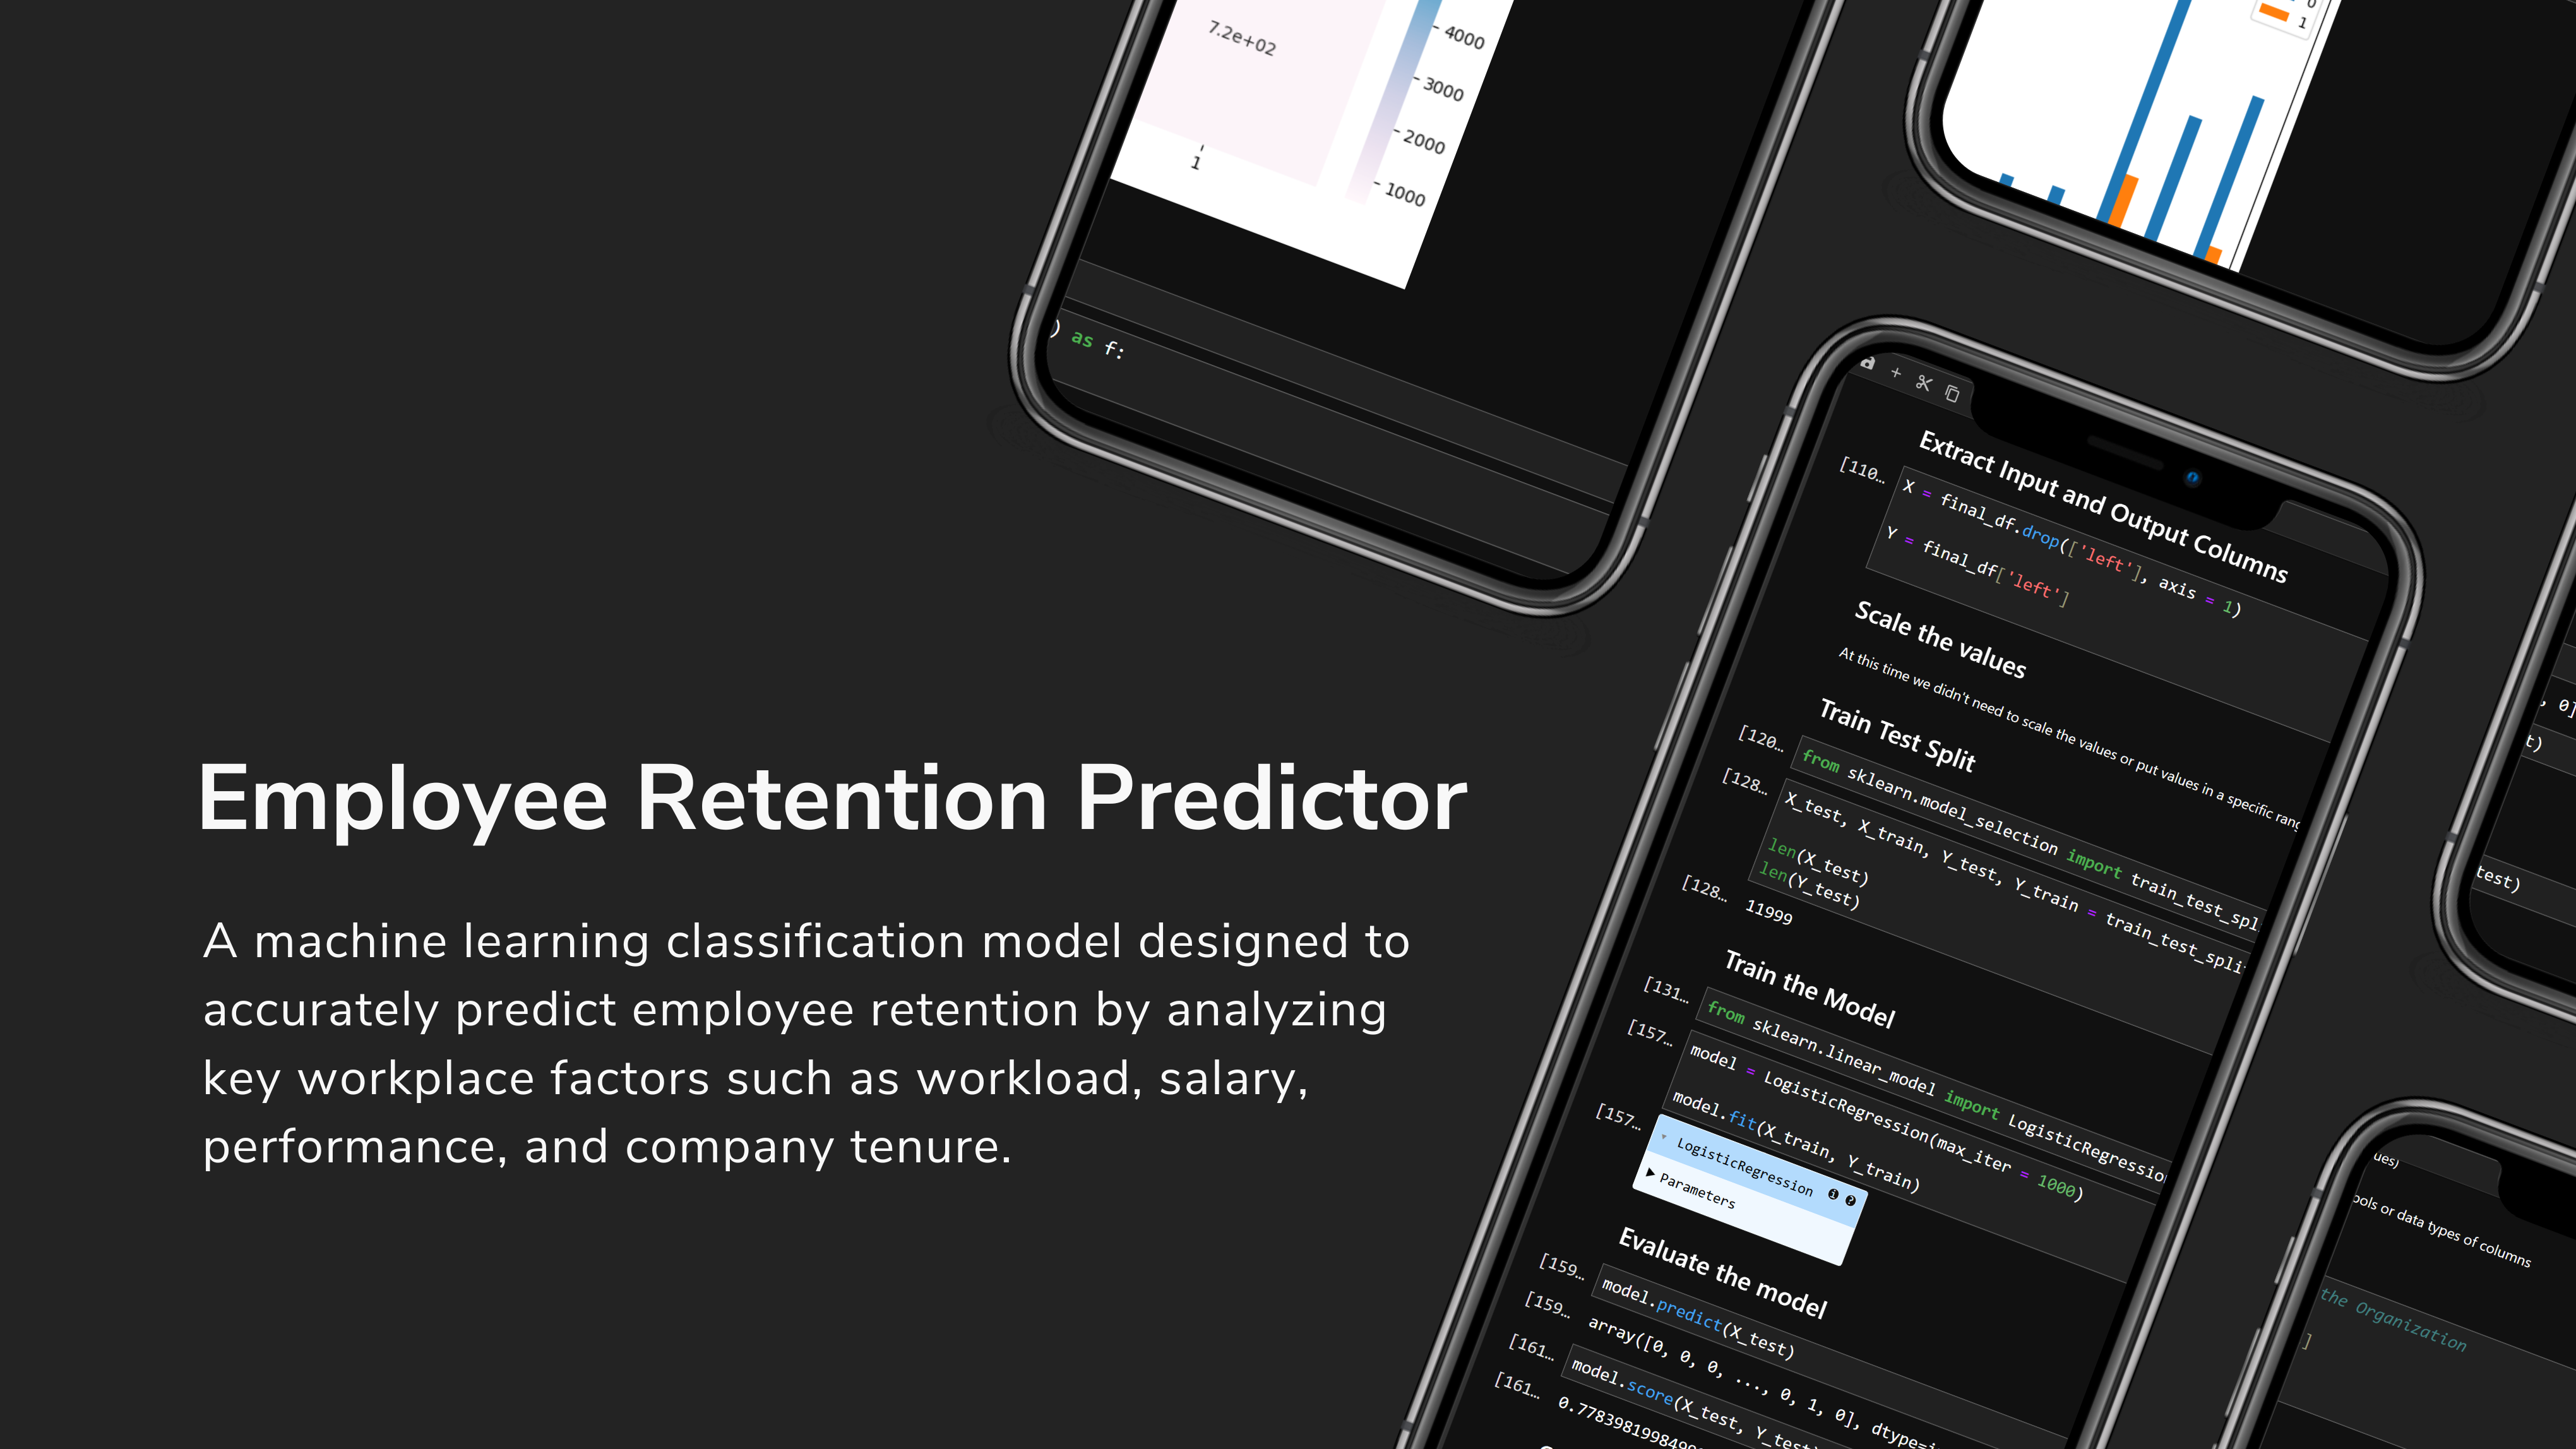 7.2e+02
4000
3000
2000
1000
1
) as f:
0
1
Employee Retention Predictor
A machine learning classification model designed to
accurately predict employee retention by analyzing
key workplace factors such as workload, salary,
performance, and company tenure.
Extract Input and Output Columns
[110...
X = final_df.drop(['left'], axis = 1)
Y = final_df['left']
Scale the values
At this time we didn't need to scale the values or put values in a specific
Train Test Split
[120...
from sklearn.model_selection import train_test_spl
[128...
X_test, X_train, Y_test, Y_train = train_test_spli
len(X_test)
len(Y_test)
[128...
11999
Train the Model
[131...
from sklearn.linear_model import LogisticRegressio
[157...
model = LogisticRegression(max_iter = 1000)
model.fit(X_train, Y_train)
[157...
LogisticRegression
Parameters
Evaluate the model
[159...
model.predict(X_test)
[159...
array([0, 0, 0, ..., 0, 1, 0], dtype=i
[161...
model.score(X_test, Y_test)
[161...
0.7783981998499
, 0]
t)
test)
ues)
ools or data types of columns
the Organization
]